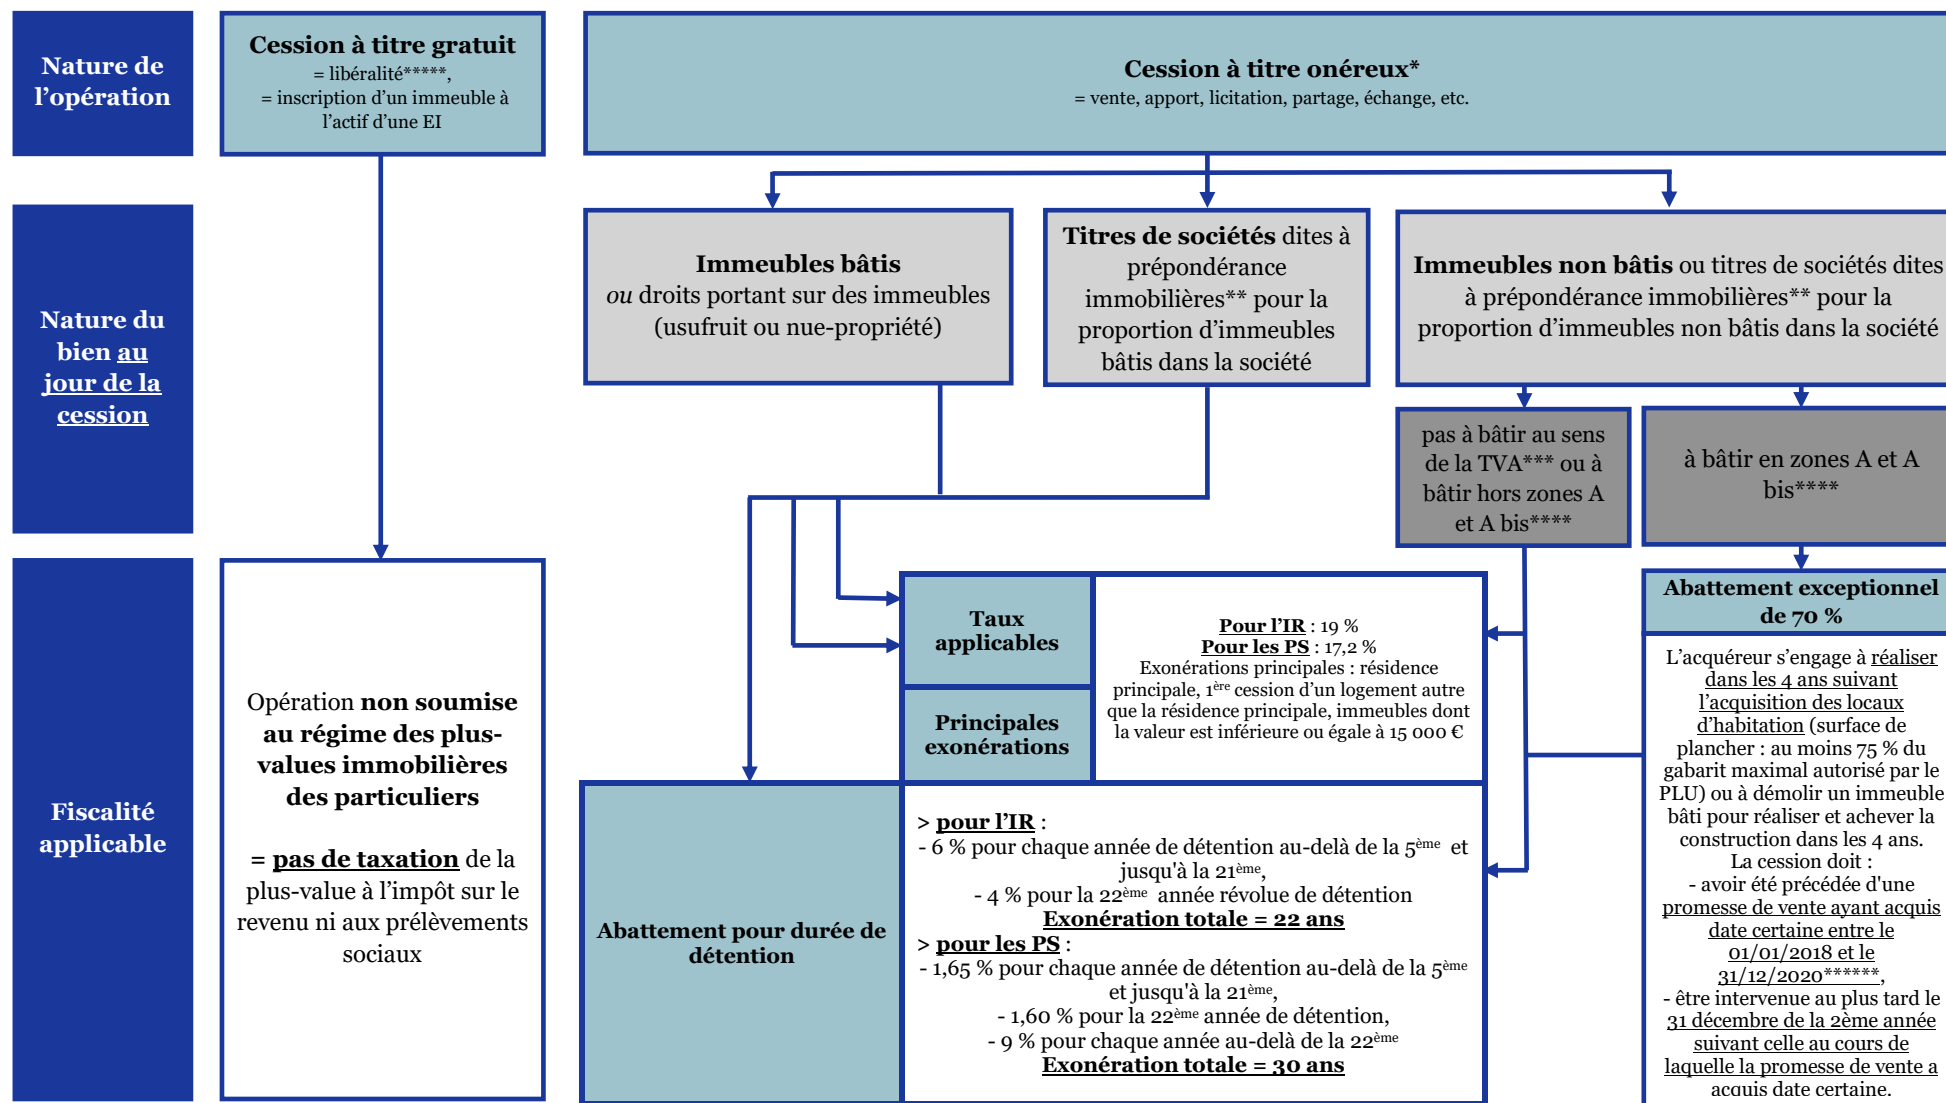 Nature de
l'opération
Cession à titre gratuit
= libéralité*****,
= inscription d'un immeuble à
l'actif d'une EI
Cession à titre onéreux*
= vente, apport, licitation, partage, échange, etc.
Nature du
bien au
jour de la
cession
Immeubles bâtis
ou droits portant sur des immeubles
(usufruit ou nue-propriété)
Titres de sociétés dites à
prépondérance
immobilières** pour la
proportion d'immeubles
bâtis dans la société
Immeubles non bâtis ou titres de sociétés dites
à prépondérance immobilières** pour la
proportion d'immeubles non bâtis dans la société
pas à bâtir au sens
de la TVA*** ou à
bâtir hors zones A
et A bis****
à bâtir en zones A et A
bis****
Fiscalité
applicable
Opération non soumise
au régime des plus-
values immobilières
des particuliers
= pas de taxation de la
plus-value à l'impôt sur le
revenu ni aux prélèvements
sociaux
Taux
applicables
Principales
exonérations
Pour l'IR : 19 %
Pour les PS : 17,2 %
Exonérations principales : résidence
principale, 1ère cession d'un logement autre
que la résidence principale, immeubles dont
la valeur est inférieure ou égale à 15 000 €
Abattement pour durée de
détention
> pour l'IR :
- 6 % pour chaque année de détention au-delà de la 5ème et
jusqu'à la 21ème,
- 4 % pour la 22ème année révolue de détention
Exonération totale = 22 ans
> pour les PS :
- 1,65 % pour chaque année de détention au-delà de la 5ème
et jusqu'à la 21ème,
- 1,60 % pour la 22ème année de détention,
- 9 % pour chaque année au-delà de la 22ème
Exonération totale = 30 ans
Abattement exceptionnel
de 70 %
L'acquéreur s'engage à réaliser
dans les 4 ans suivant
l'acquisition des locaux
d'habitation (surface de
plancher : au moins 75 % du
gabarit maximal autorisé par le
PLU) ou à démolir un immeuble
bâti pour réaliser et achever la
construction dans les 4 ans.
La cession doit :
- avoir été précédée d'une
promesse de vente ayant acquis
date certaine entre le
01/01/2018 et le
31/12/2020******,
- être intervenue au plus tard le
31 décembre de la 2ème année
suivant celle au cours de
laquelle la promesse de vente a
acquis date certaine.